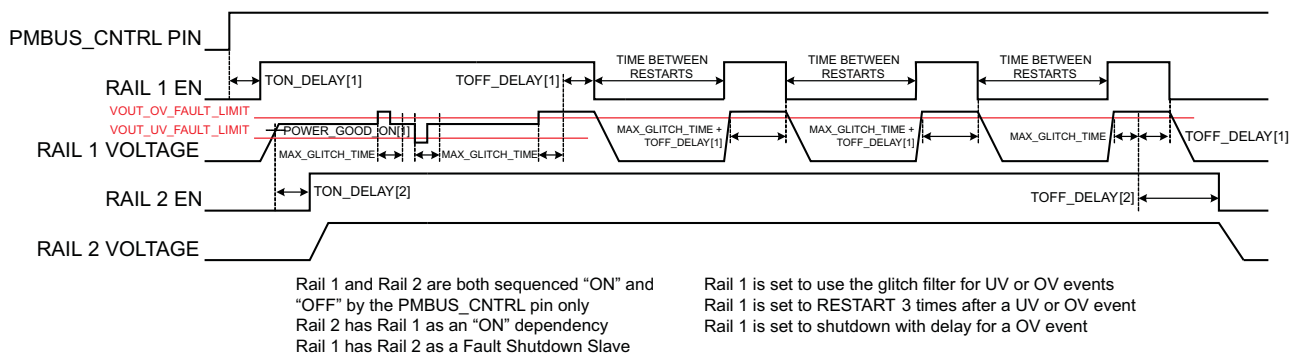 PMBUS_CNTRL PIN
RAIL 1 EN
TON_DELAY[1]
TOFF_DELAY[1]
TIME BETWEEN
RESTARTS
TIME BETWEEN
RESTARTS
TIME BETWEEN
RESTARTS
VOUT_OV_FAULT_LIMIT
VOUT_UV_FAULT_LIMIT
POWER_GOOD_ON[1]
RAIL 1 VOLTAGE
MAX_GLITCH_TIME
MAX_GLITCH_TIME
MAX_GLITCH_TIME +
TOFF_DELAY[1]
MAX_GLITCH_TIME +
TOFF_DELAY[1]
MAX_GLITCH_TIME
TOFF_DELAY[1]
RAIL 2 EN
TON_DELAY[2]
TOFF_DELAY[2]
RAIL 2 VOLTAGE
Rail 1 and Rail 2 are both sequenced “ON” and
“OFF” by the PMBUS_CNTRL pin only
Rail 2 has Rail 1 as an “ON” dependency
Rail 1 has Rail 2 as a Fault Shutdown Slave
Rail 1 is set to use the glitch filter for UV or OV events
Rail 1 is set to RESTART 3 times after a UV or OV event
Rail 1 is set to shutdown with delay for a OV event